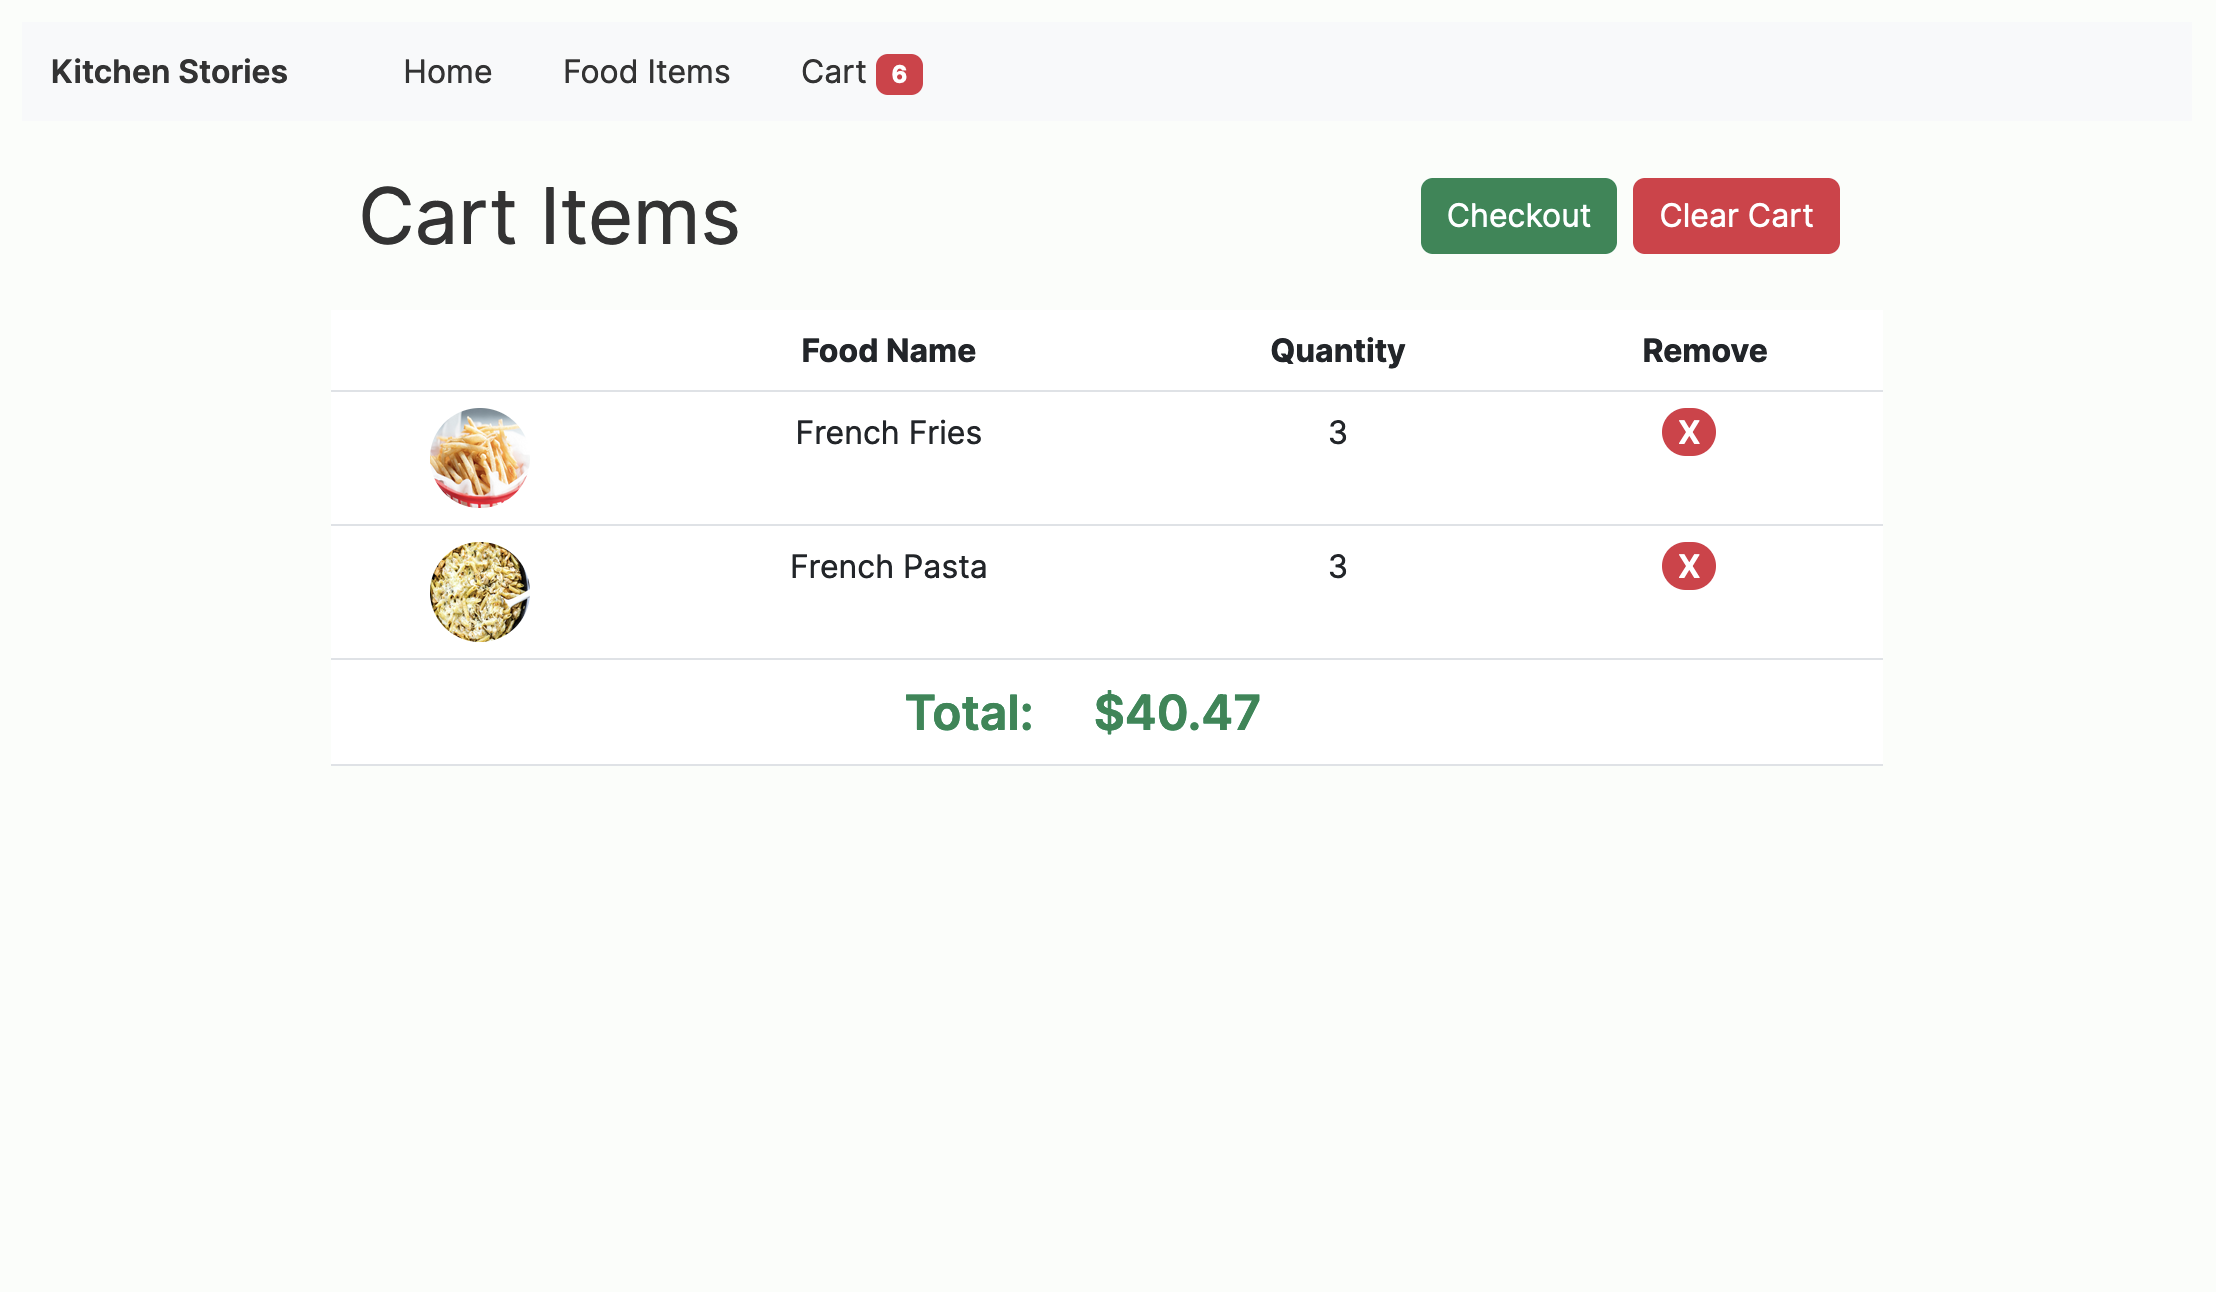 Kitchen Stories Home Food Items Cart 6
Cart Items Checkout Clear Cart
Food Name Quantity Remove
French Fries 3 X
French Pasta 3 X
Total: $40.47